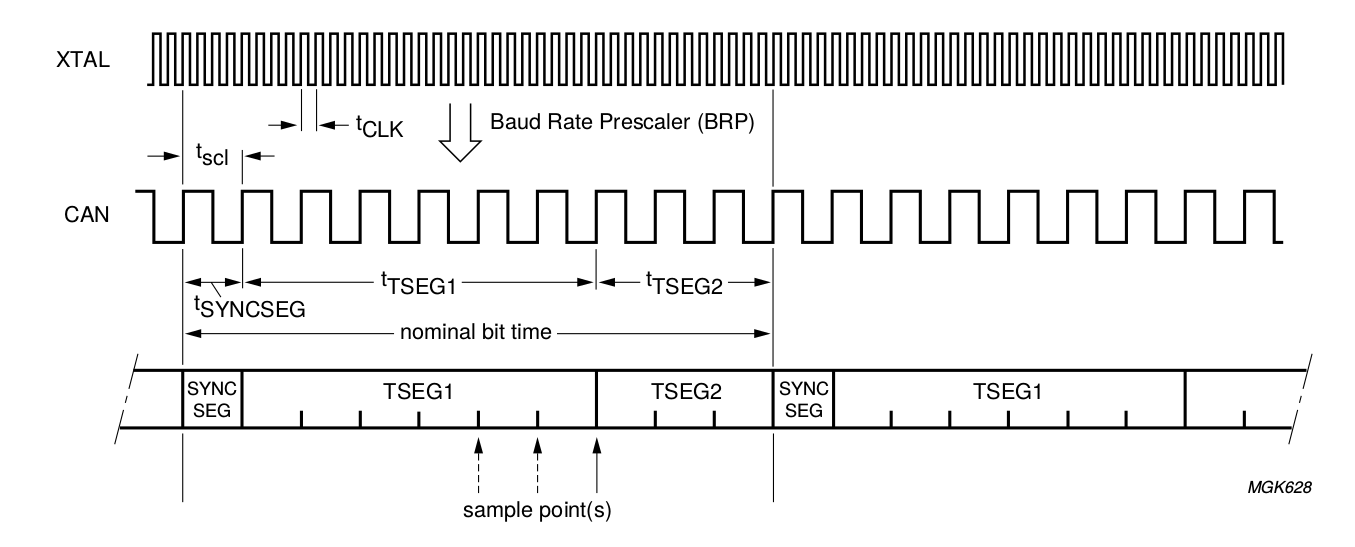 XTAL
tCLK
Baud Rate Prescaler (BRP)
tscl
CAN
tTSEG1
tTSEG2
tSYNCSEG
nominal bit time
SYNC
SEG
TSEG1
TSEG2
SYNC
SEG
TSEG1
sample point(s)
MGK628